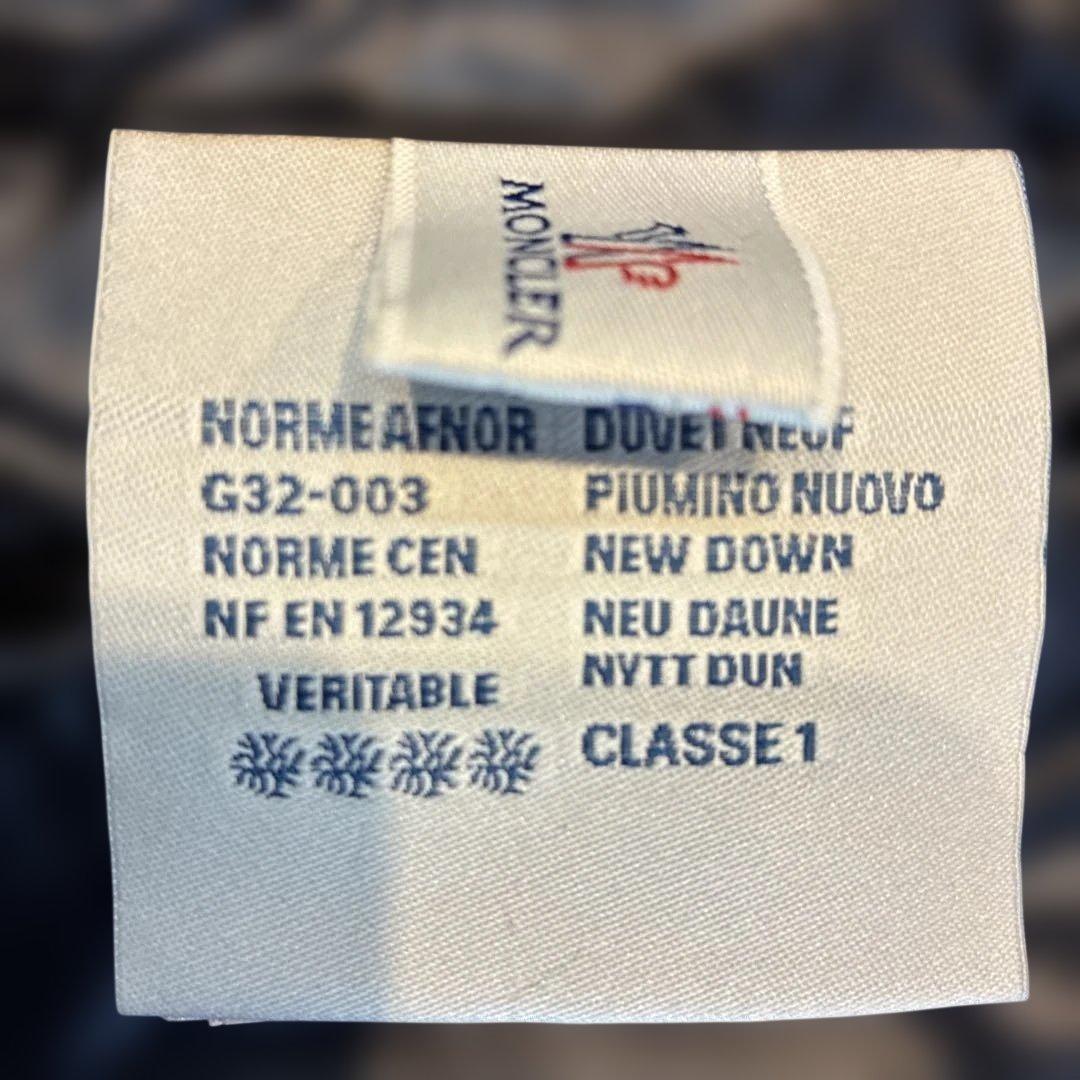 MONCLER
NORME AFNOR
G32-003
NORME CEN
NF EN 12934
VERITABLE
DUVET NEUF
PIUMINO NUOVO
NEW DOWN
NEU DAUNE
NYTT DUN
CLASSE 1